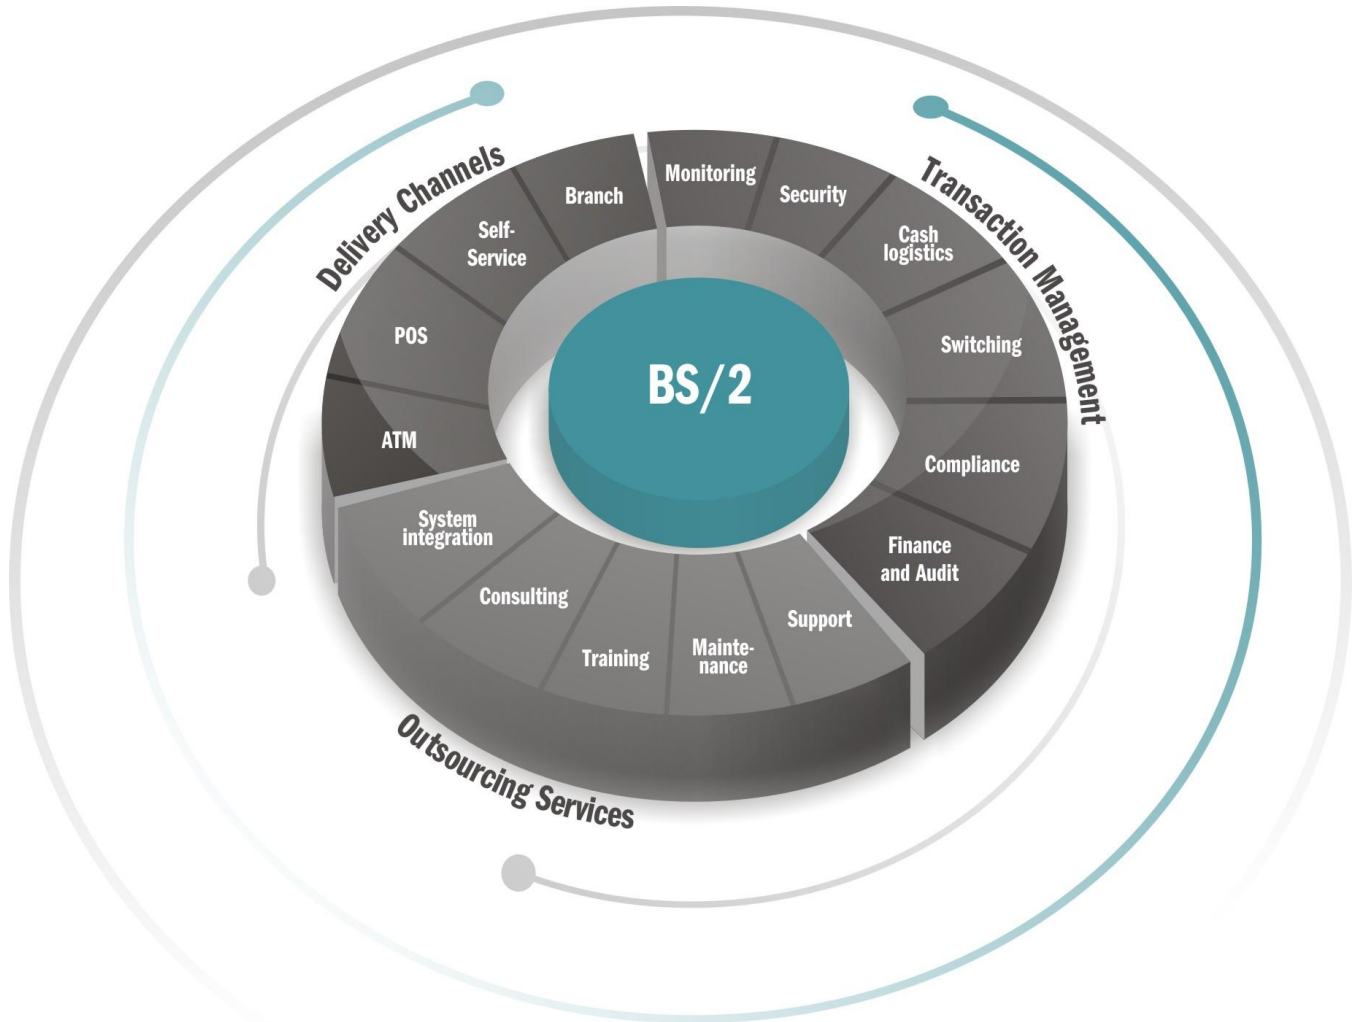 Delivery Channels
Branch
Self-
Service
POS
ATM
Transaction Management
Monitoring
Security
Cash
logistics
Switching
Compliance
Finance
and Audit
BS/2
System
integration
Consulting
Training
Mainte-
nance
Support
Outsourcing Services